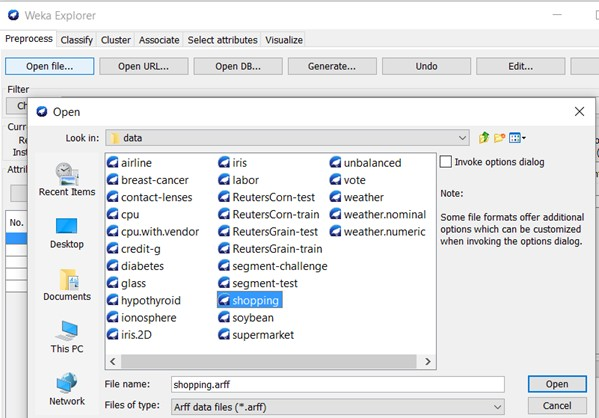 Weka Explorer
Preprocess Classify Cluster Associate Select attributes Visualize
Open file... Open URL... Open DB... Generate... Undo Edit...
Filter
Open
Look in: data
Recent Items
Desktop
Documents
This PC
Network
airline
breast-cancer
contact-lenses
cpu
cpu.with.vendor
credit-g
diabetes
glass
hypothyroid
ionosphere
iris.2D
iris
labor
ReutersCorn-test
ReutersCorn-train
ReutersGrain-test
ReutersGrain-train
segment-challenge
segment-test
shopping
soybean
supermarket
unbalanced
vote
weather
weather.nominal
weather.numeric
Invoke options dialog
Note:
Some file formats offer additional
options which can be customized
when invoking the options dialog.
No.
File name: shopping.arff
Files of type: Arff data files (*.arff)
Open
Cancel